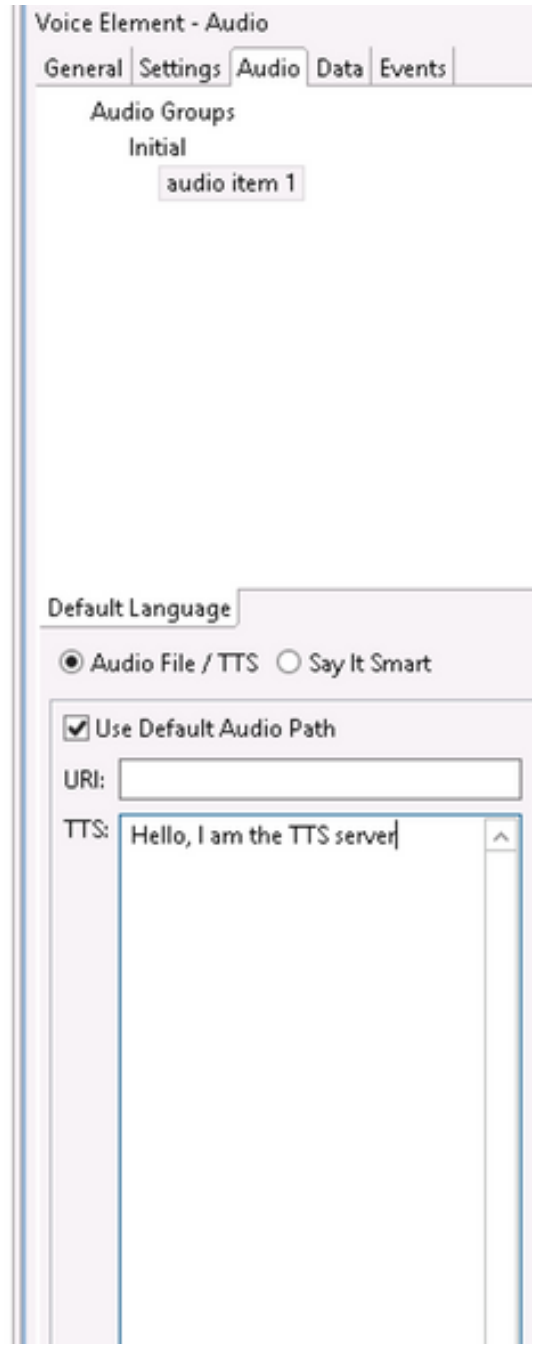 Voice Element - Audio
General Settings Audio Data Events
Audio Groups
Initial
audio item 1
Default Language
Audio File / TTS Say It Smart
Use Default Audio Path
URI:
TTS: Hello, I am the TTS server